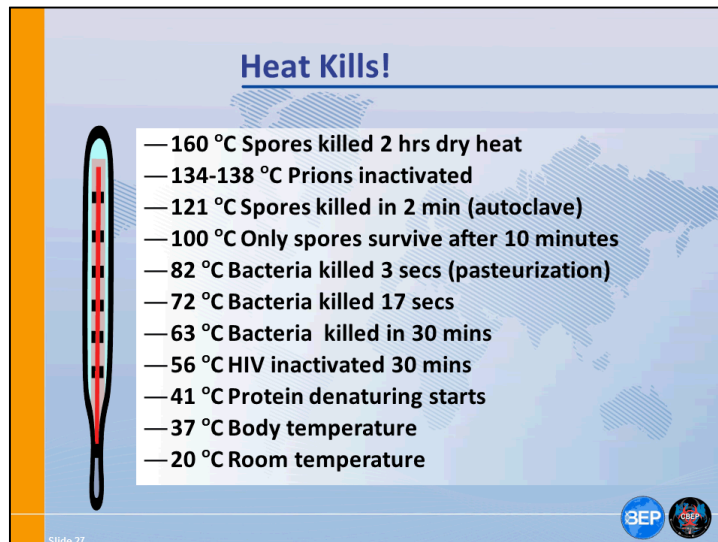 Heat Kills!
—160 °C Spores killed 2 hrs dry heat
—134-138 °C Prions inactivated
—121 °C Spores killed in 2 min (autoclave)
—100 °C Only spores survive after 10 minutes
—82 °C Bacteria killed 3 secs (pasteurization)
—72 °C Bacteria killed 17 secs
—63 °C Bacteria killed in 30 mins
—56 °C HIV inactivated 30 mins
—41 °C Protein denaturing starts
—37 °C Body temperature
—20 °C Room temperature
BEP CBEP
Slide 27